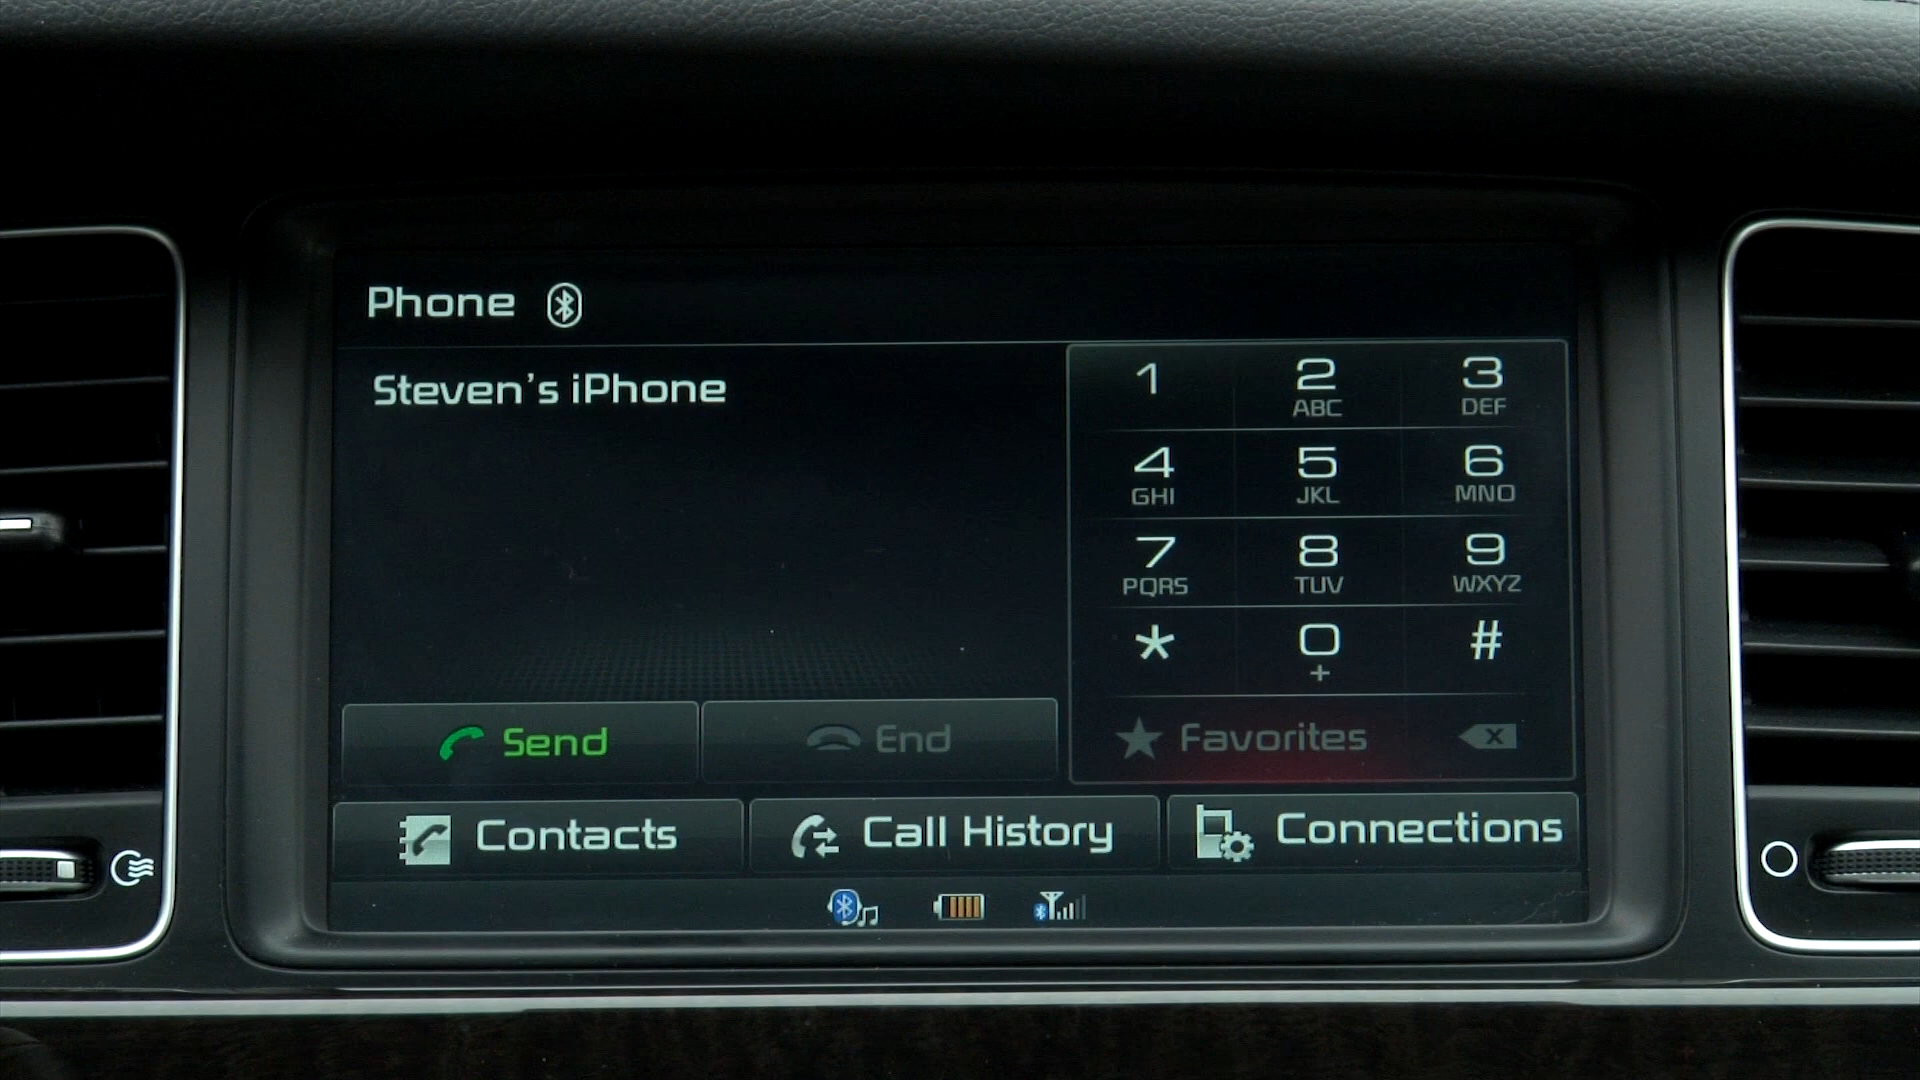 Phone
Steven's iPhone
1 2 3
ABC DEF
4 5 6
GHI JKL MNO
7 8 9
PQRS TUV WXYZ
* 0 #
+
Send End Favorites
Contacts Call History Connections